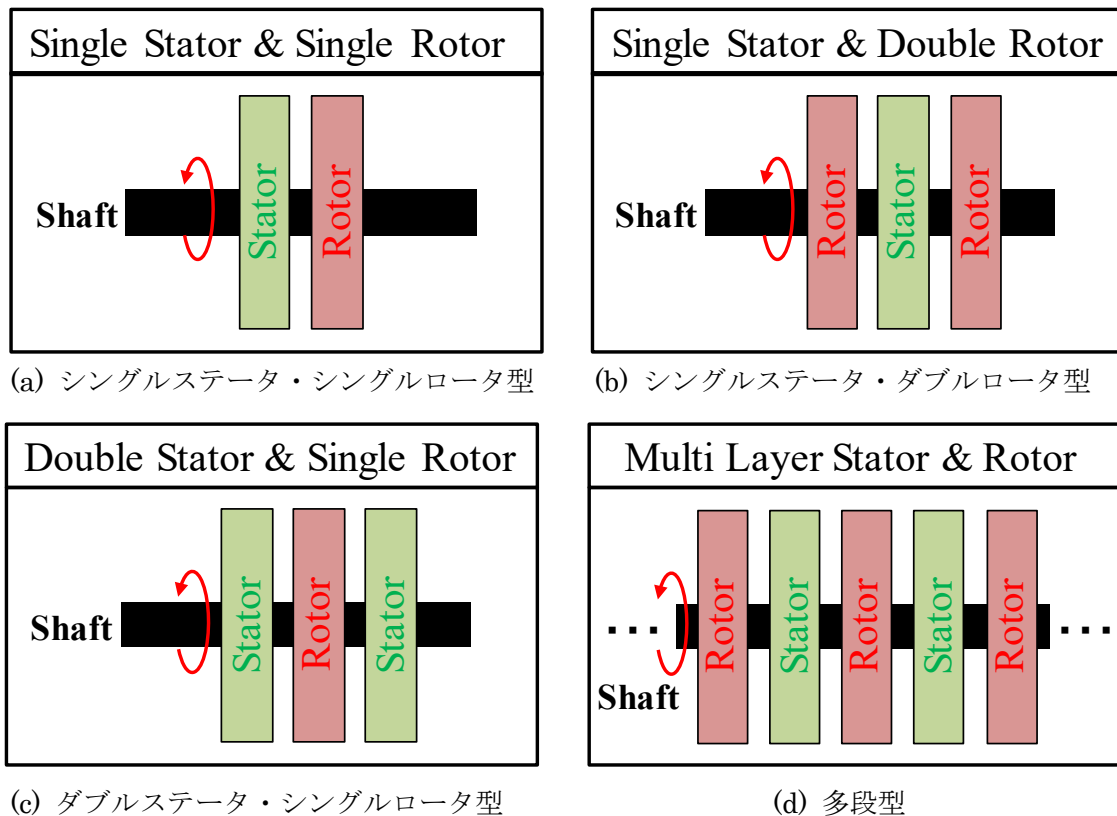 Single Stator & Single Rotor
Shaft
Stator
Rotor
(a) シングルステータ・シングルロータ型
Single Stator & Double Rotor
Shaft
Rotor
Stator
Rotor
(b) シングルステータ・ダブルロータ型
Double Stator & Single Rotor
Shaft
Stator
Rotor
Stator
(c) ダブルステータ・シングルロータ型
Multi Layer Stator & Rotor
...
Rotor
Stator
Rotor
Stator
Rotor
...
Shaft
(d) 多段型